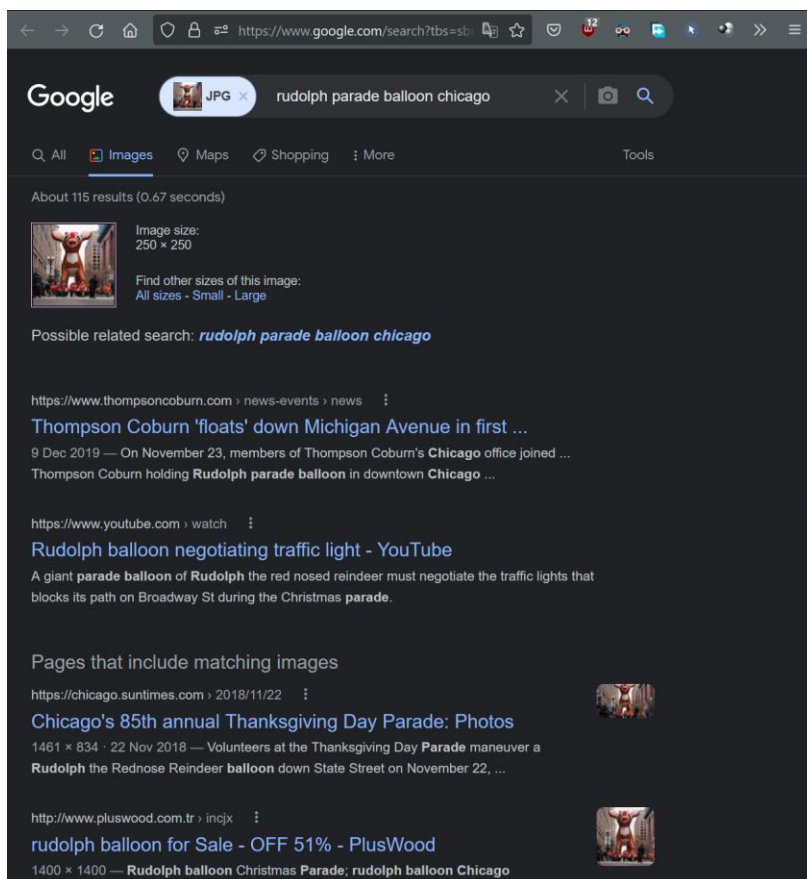 https://www.google.com/search?tbs=sb
12
Google
JPG × rudolph parade balloon chicago
All Images Maps Shopping More Tools
About 115 results (0.67 seconds)
Image size:
250 × 250
Find other sizes of this image:
All sizes - Small - Large
Possible related search: rudolph parade balloon chicago
https://www.thompsoncoburn.com › news-events › news
Thompson Coburn 'floats' down Michigan Avenue in first ...
9 Dec 2019 — On November 23, members of Thompson Coburn's Chicago office joined ...
Thompson Coburn holding Rudolph parade balloon in downtown Chicago ...
https://www.youtube.com › watch
Rudolph balloon negotiating traffic light - YouTube
A giant parade balloon of Rudolph the red nosed reindeer must negotiate the traffic lights that
blocks its path on Broadway St during the Christmas parade.
Pages that include matching images
https://chicago.suntimes.com › 2018/11/22
Chicago's 85th annual Thanksgiving Day Parade: Photos
1461 × 834 · 22 Nov 2018 — Volunteers at the Thanksgiving Day Parade maneuver a
Rudolph the Rednose Reindeer balloon down State Street on November 22, ...
http://www.pluswood.com.tr › incjx
rudolph balloon for Sale - OFF 51% - PlusWood
1400 × 1400 — Rudolph balloon Christmas Parade; rudolph balloon Chicago